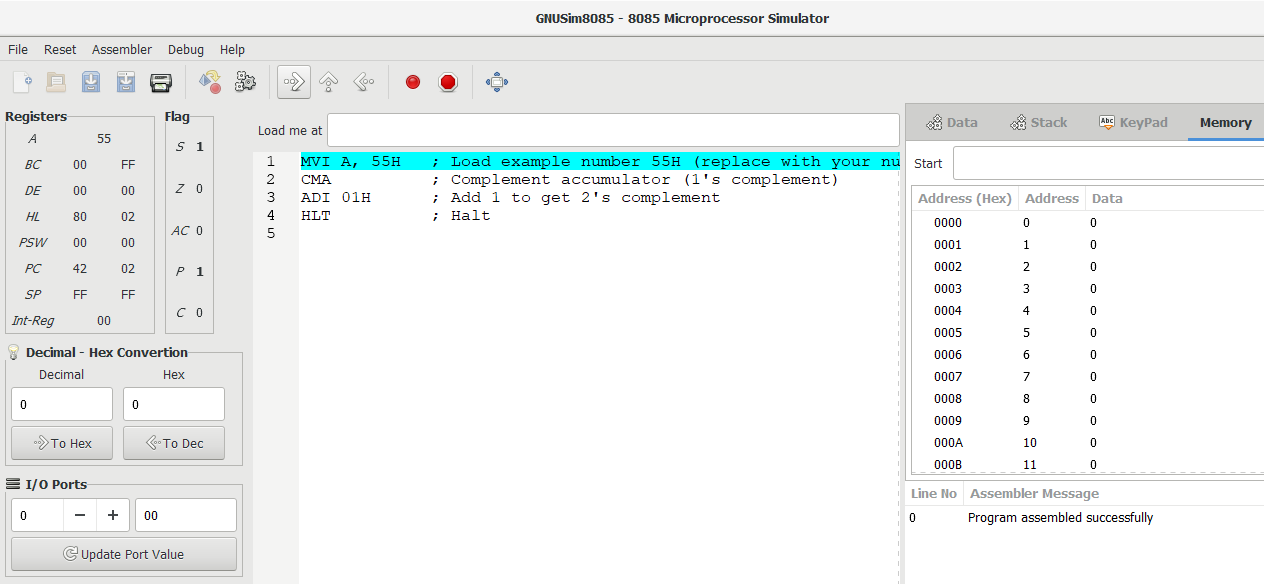 GNUSim8085 - 8085 Microprocessor Simulator
File Reset Assembler Debug Help
Registers
A 55
BC 00 FF
DE 00 00
HL 80 02
PSW 00 00
PC 42 02
SP FF FF
Int-Reg 00
Flag
S 1
Z 0
AC 0
P 1
C 0
Decimal - Hex Convertion
Decimal Hex
0 0
To Hex To Dec
I/O Ports
0 − + 00
Update Port Value
Load me at
1 MVI A, 55H ; Load example number 55H (replace with your nu
2 CMA ; Complement accumulator (1's complement)
3 ADI 01H ; Add 1 to get 2's complement
4 HLT ; Halt
5
Data Stack Abc KeyPad Memory
Start
Address (Hex) Address Data
0000 0 0
0001 1 0
0002 2 0
0003 3 0
0004 4 0
0005 5 0
0006 6 0
0007 7 0
0008 8 0
0009 9 0
000A 10 0
000B 11 0
Line No Assembler Message
0 Program assembled successfully